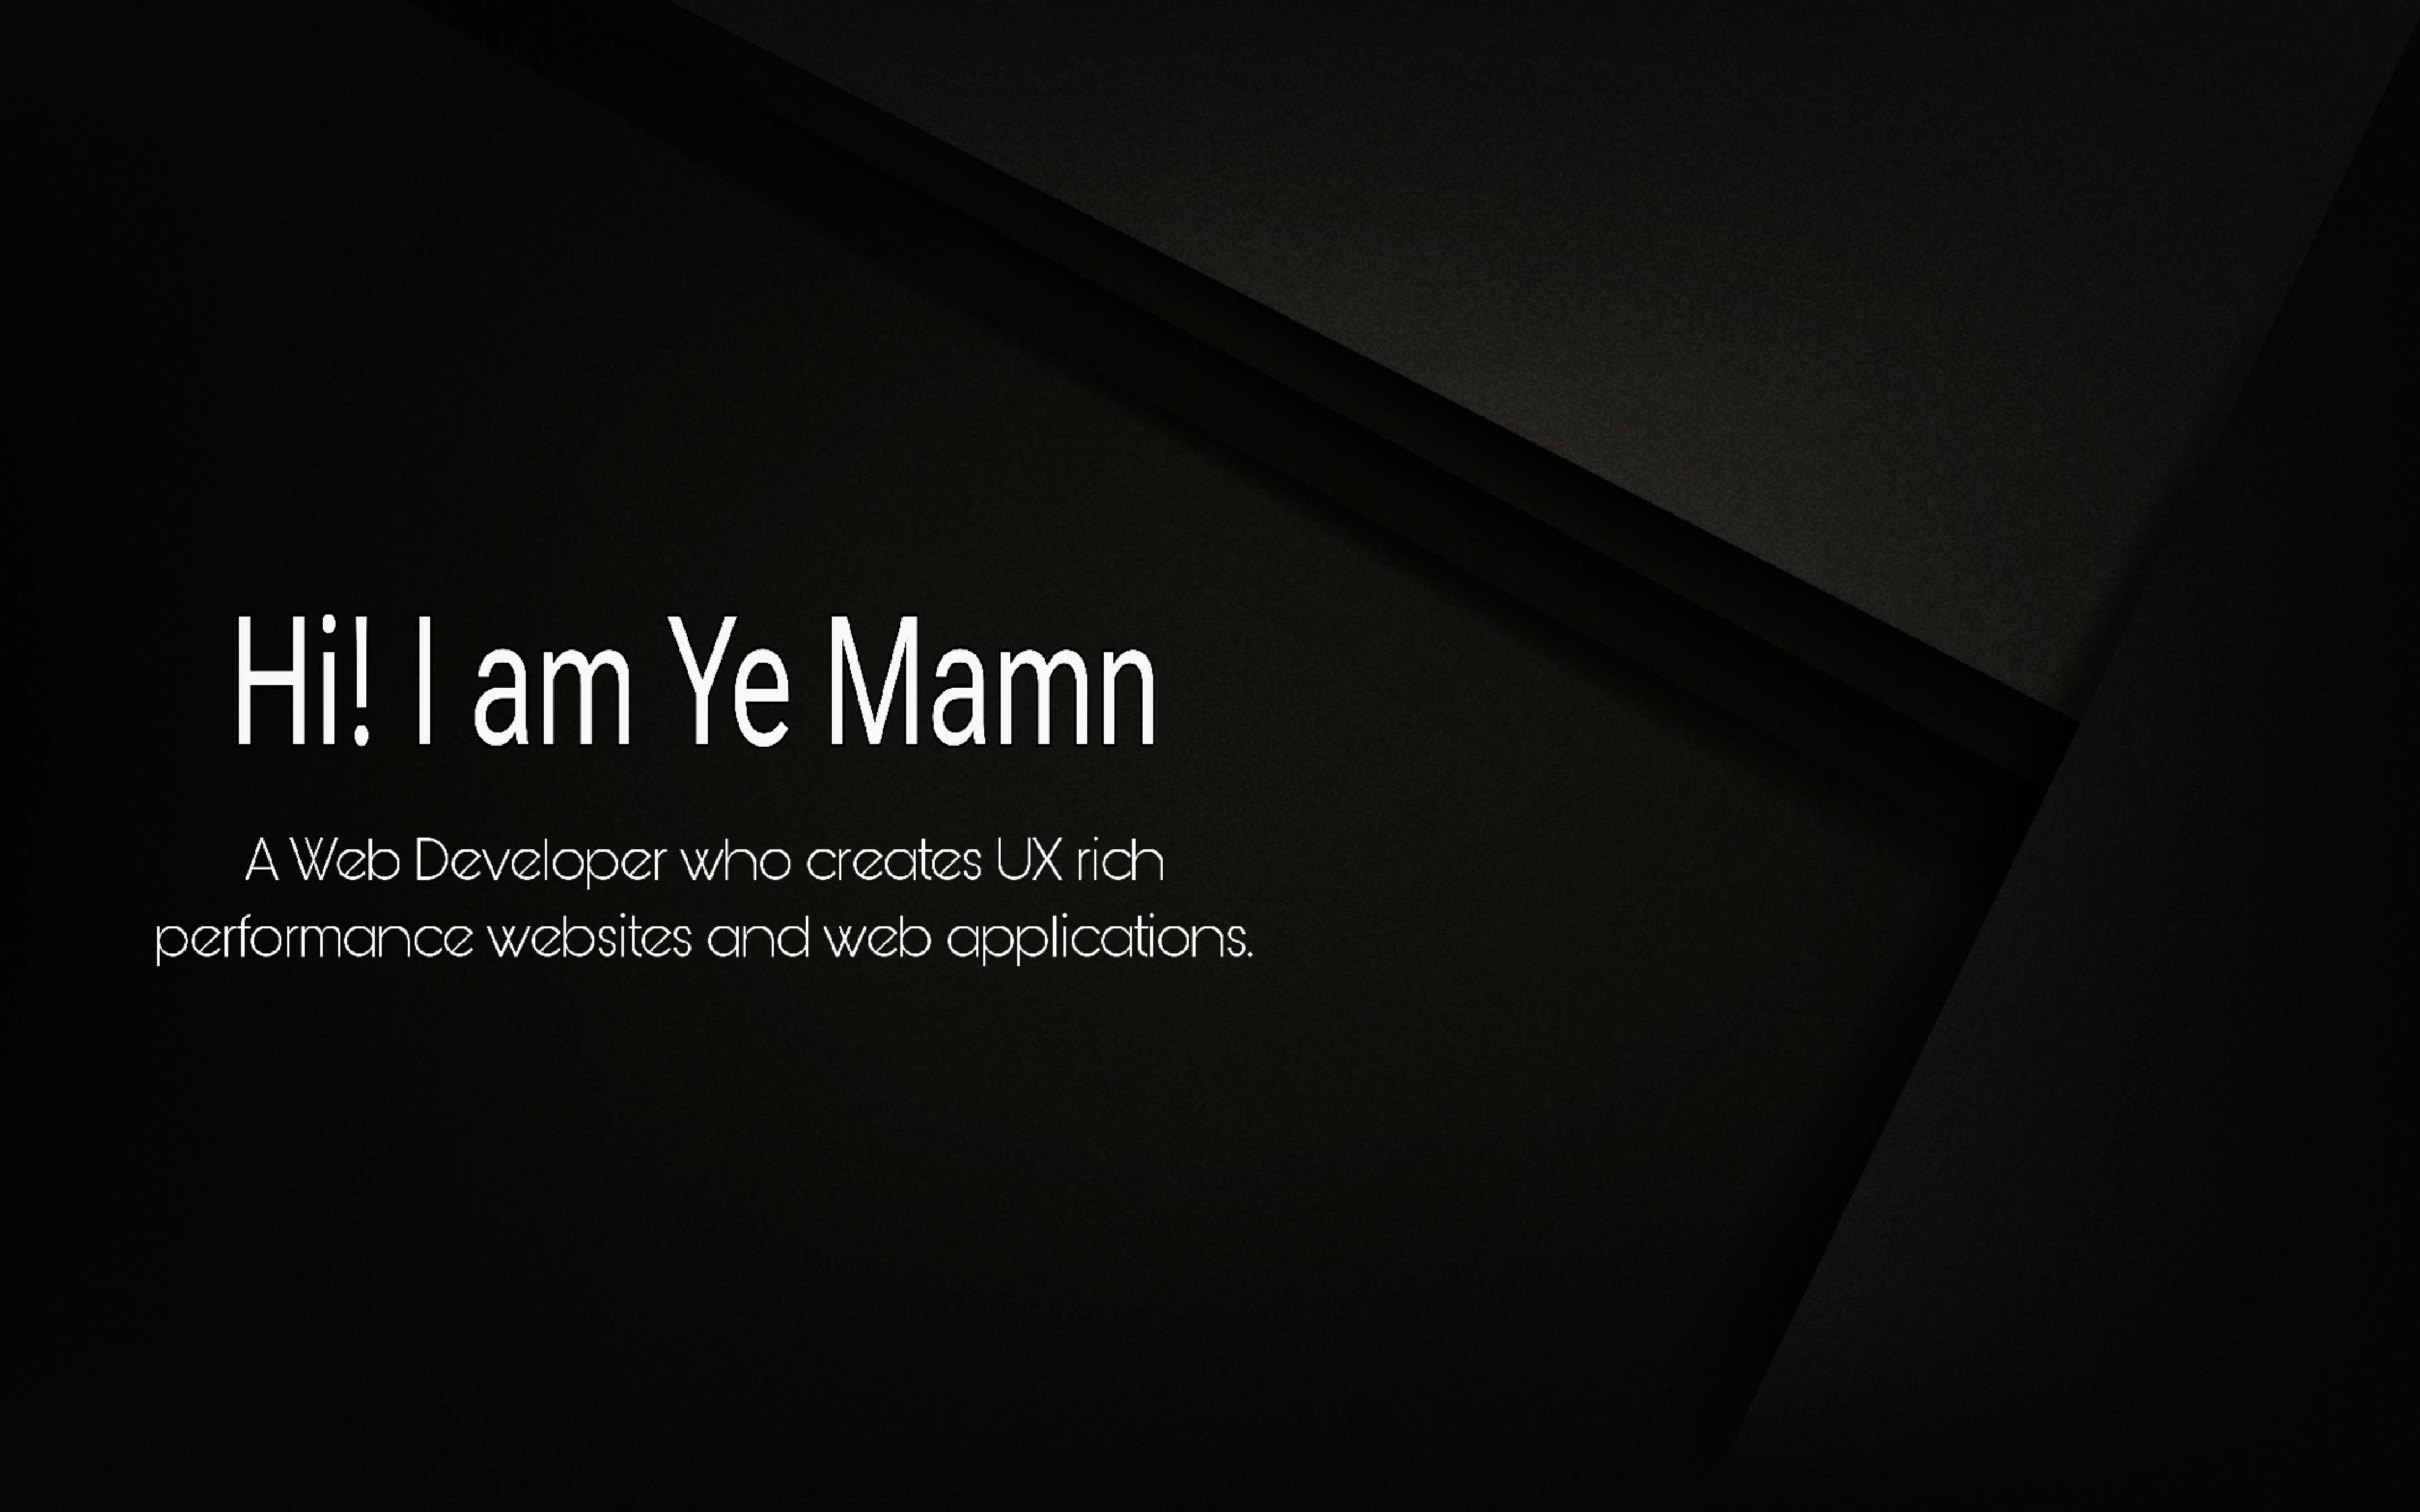 Hi! I am Ye Mamn
A Web Developer who creates UX rich
performance websites and web applications.